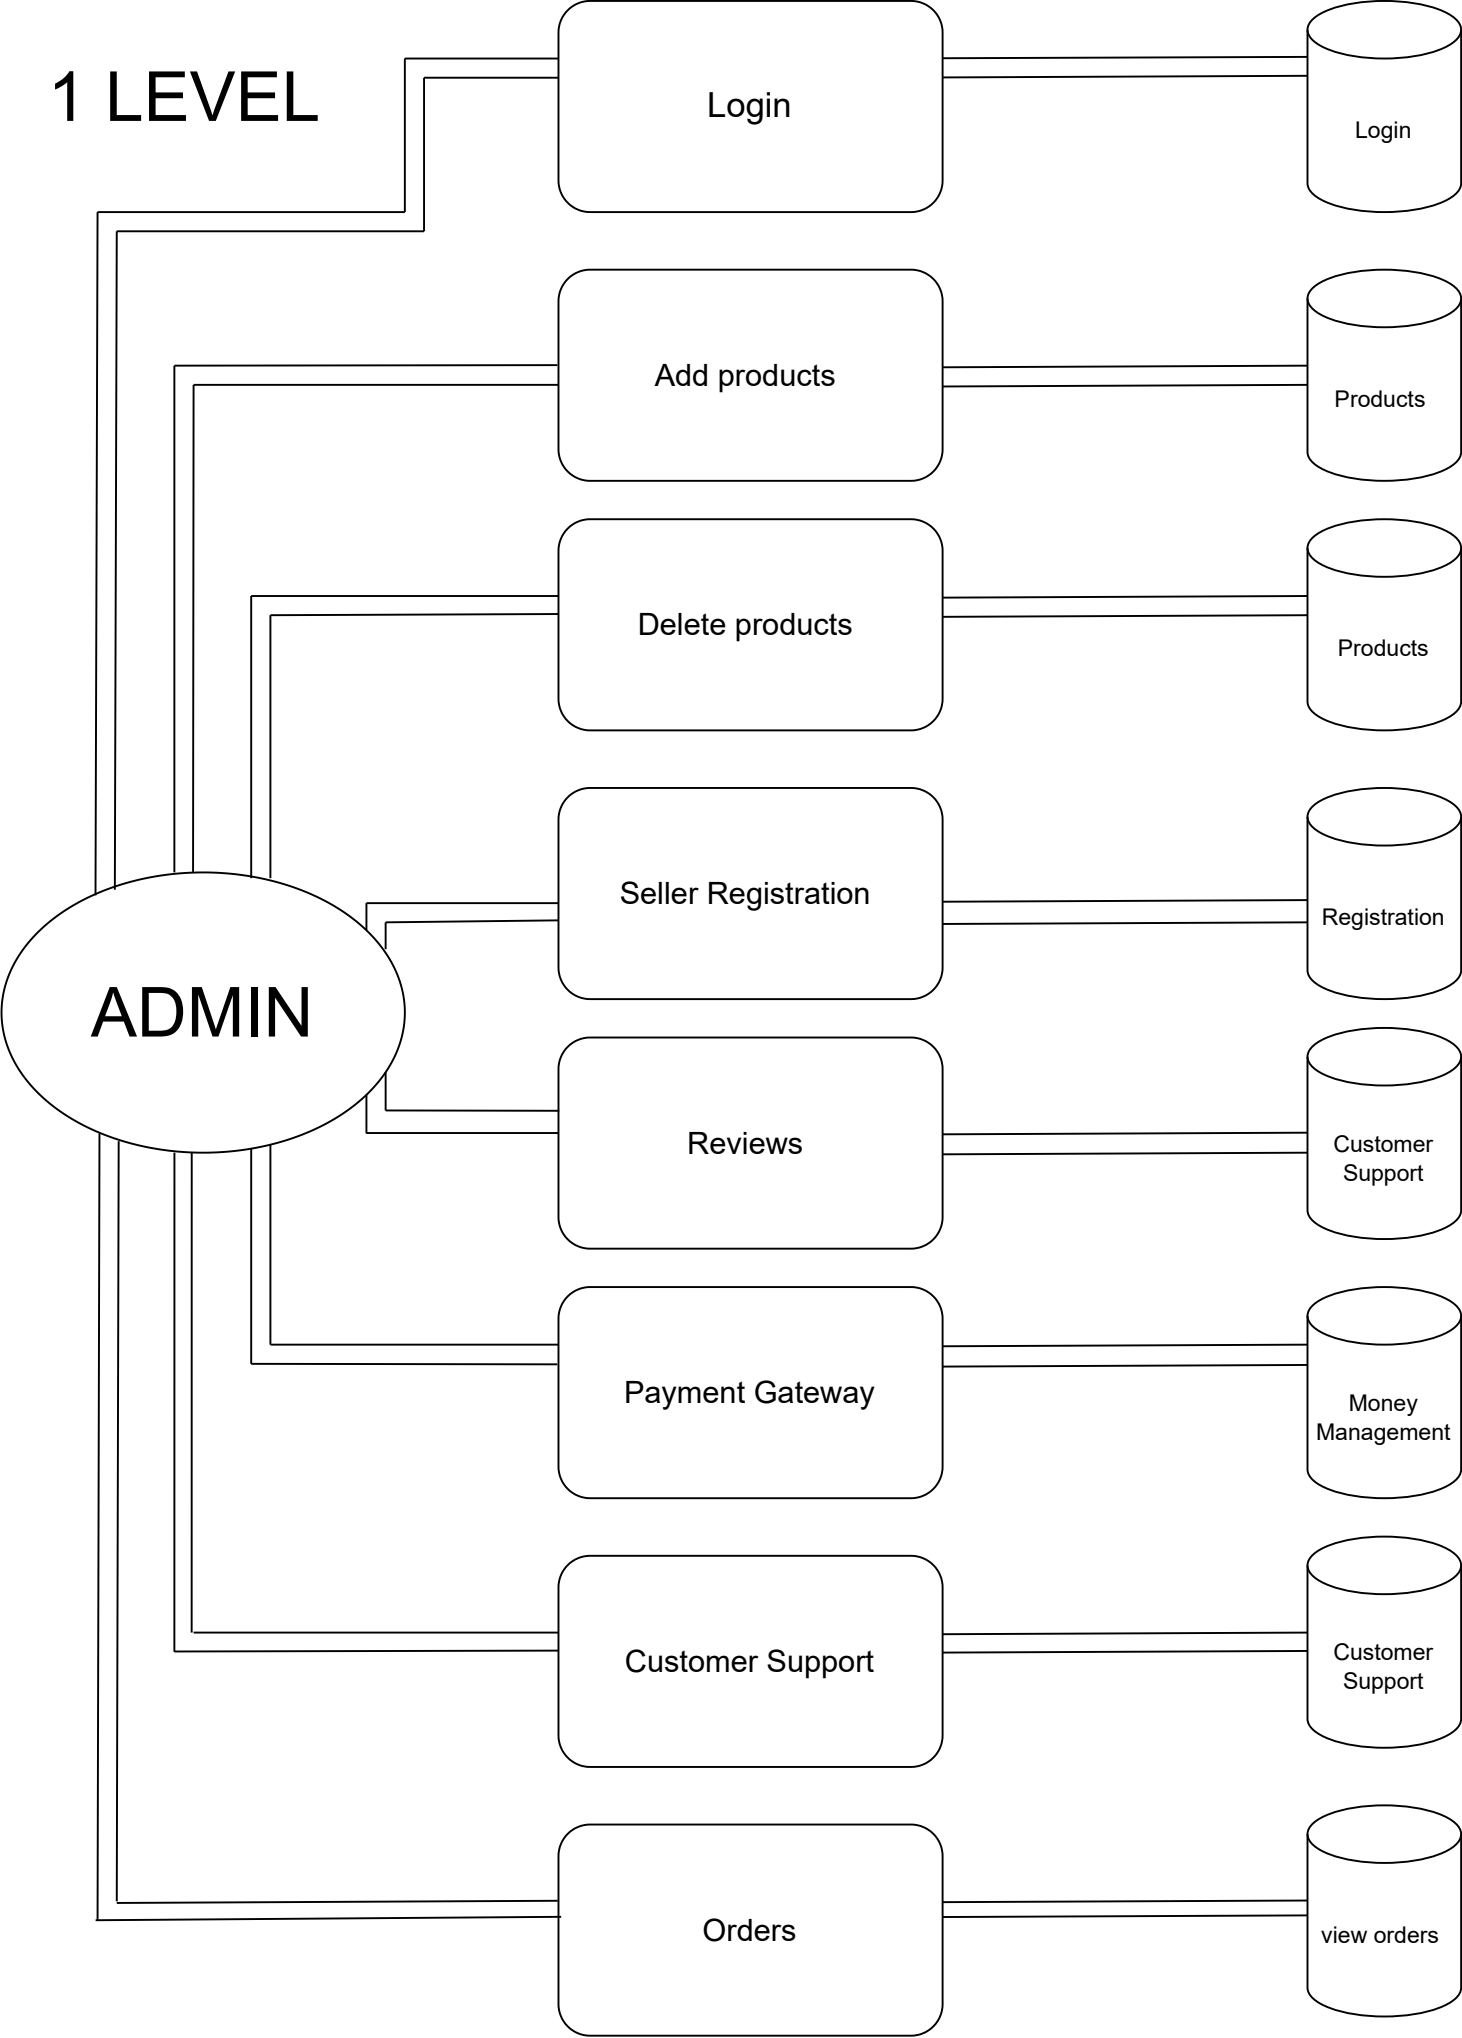 1 LEVEL
Login
Login
Add products
Products
Delete products
Products
Seller Registration
Registration
ADMIN
Reviews
Customer
Support
Payment Gateway
Money
Management
Customer Support
Customer
Support
Orders
view orders